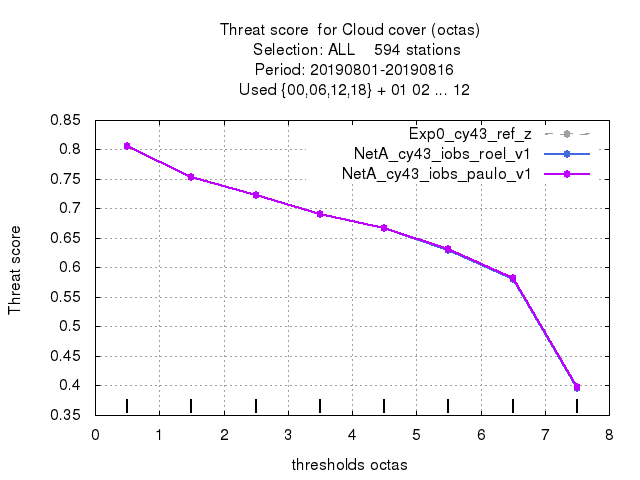 Threat score  for Cloud cover (octas)
Selection: ALL    594 stations
Period: 20190801-20190816
Used {00,06,12,18} + 01 02 ... 12
Exp0_cy43_ref_z
NetA_cy43_iobs_roel_v1
NetA_cy43_iobs_paulo_v1
0.85
0.8
0.75
0.7
0.65
0.6
0.55
0.5
0.45
0.4
0.35
Threat score
0 1 2 3 4 5 6 7 8
thresholds octas